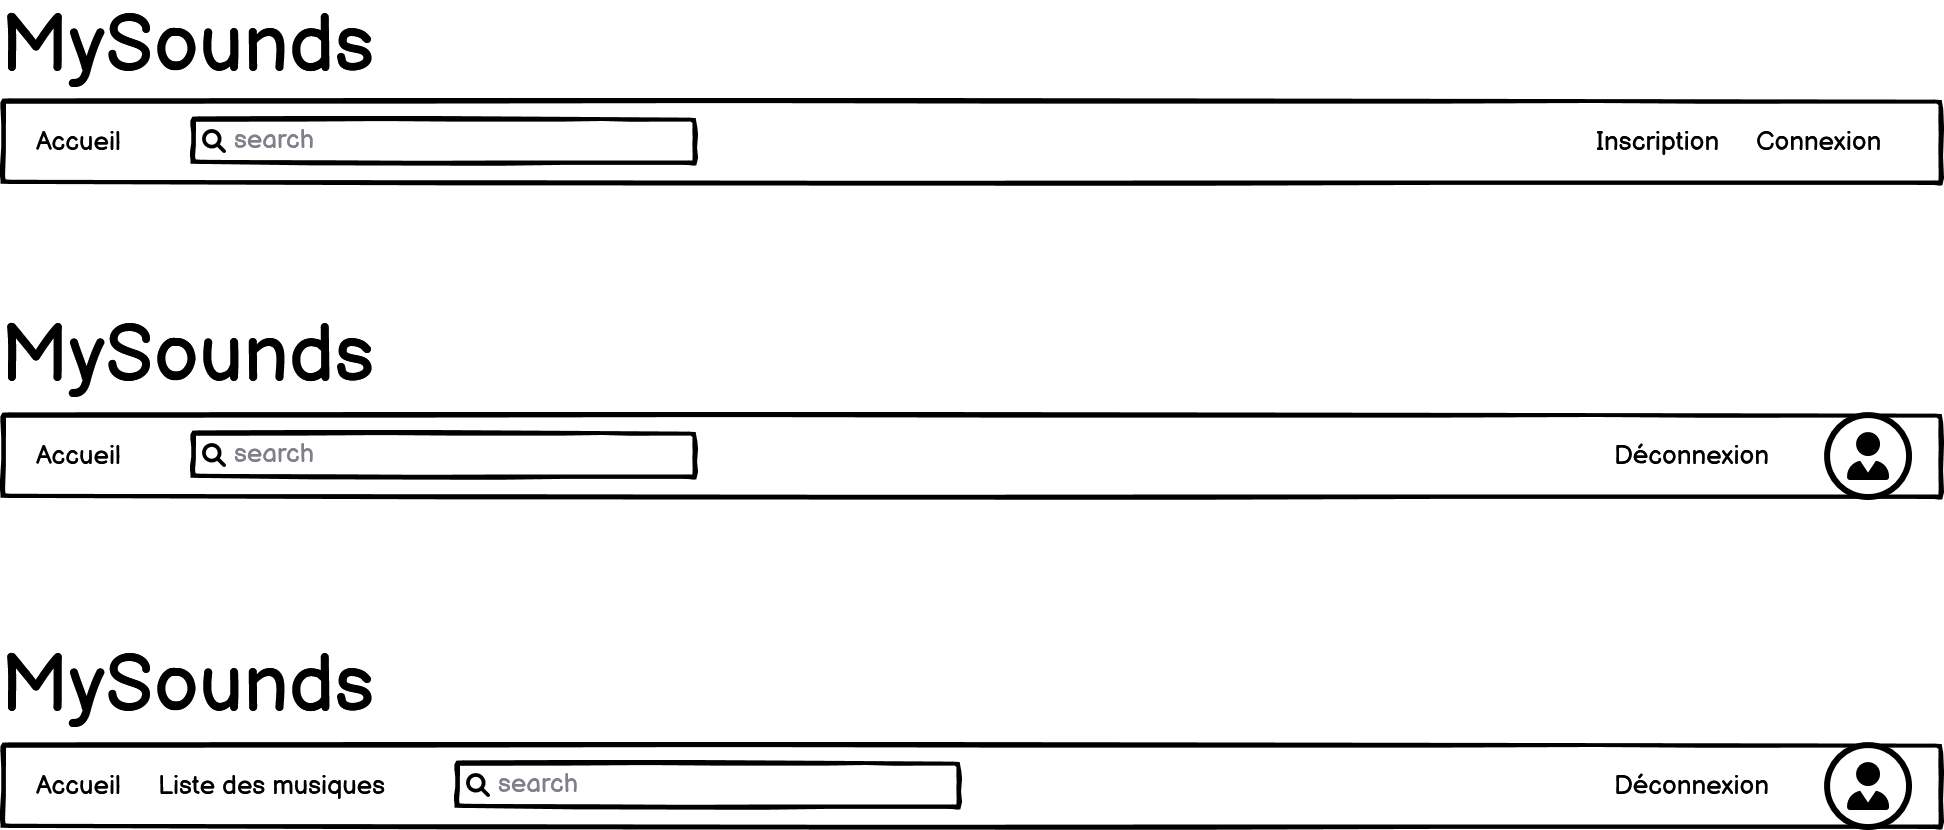 MySounds
Accueil search Inscription Connexion
MySounds
Accueil search Déconnexion
MySounds
Accueil Liste des musiques search Déconnexion